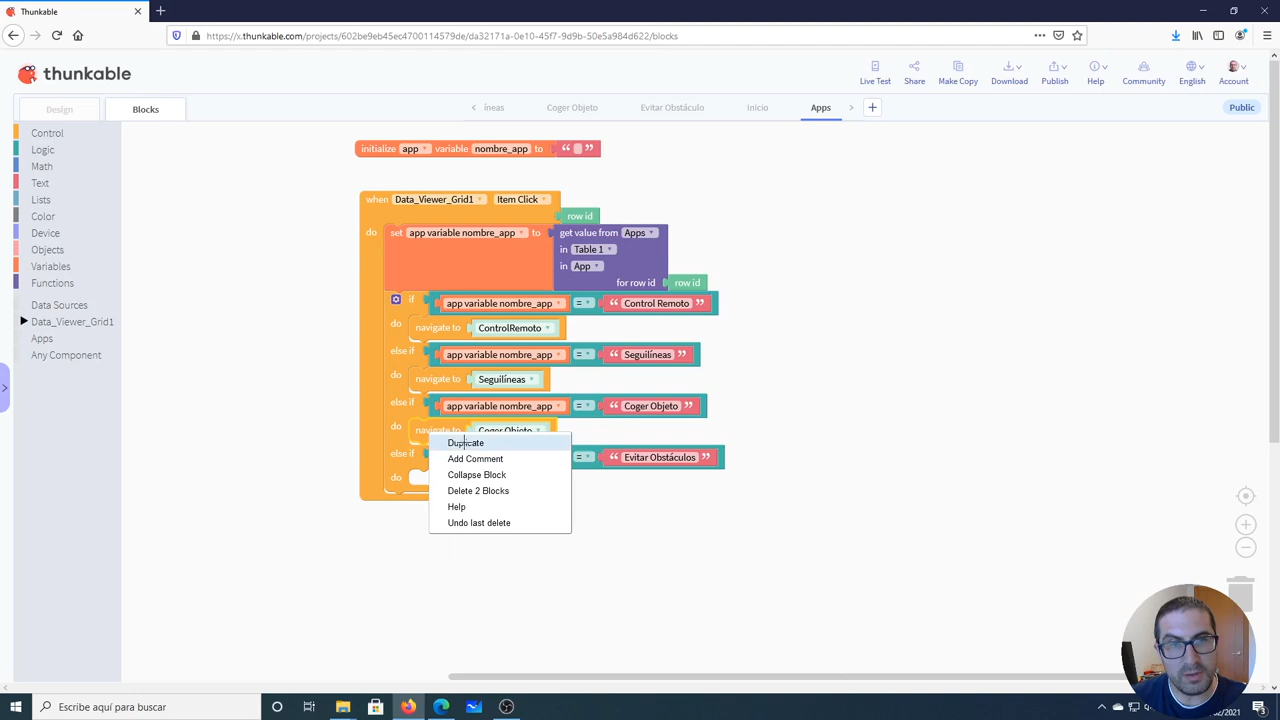 Thunkable
https://x.thunkable.com/projects/602be9eb45ec4700114579de/da32171a-0e10-45f7-9d9b-50e5a984d622/blocks
thunkable
Live Test
Share
Make Copy
Download
Publish
Help
Community
English
Account
Design
Blocks
íneas
Coger Objeto
Evitar Obstáculo
Inicio
Apps
Public
Control
Logic
Math
Text
Lists
Color
Device
Objects
Variables
Functions
Data Sources
Data_Viewer_Grid1
Apps
Any Component
initialize app variable nombre_app to “ ”
when Data_Viewer_Grid1 Item Click
row id
do set app variable nombre_app to get value from Apps
in Table 1
in App
for row id row id
if app variable nombre_app = “ Control Remoto ”
do navigate to ControlRemoto
else if app variable nombre_app = “ Seguilíneas ”
do navigate to Seguilíneas
else if app variable nombre_app = “ Coger Objeto ”
do navigate to Coger Objeto
else if = “ Evitar Obstáculos ”
do
Duplicate
Add Comment
Collapse Block
Delete 2 Blocks
Help
Undo last delete
Escribe aquí para buscar